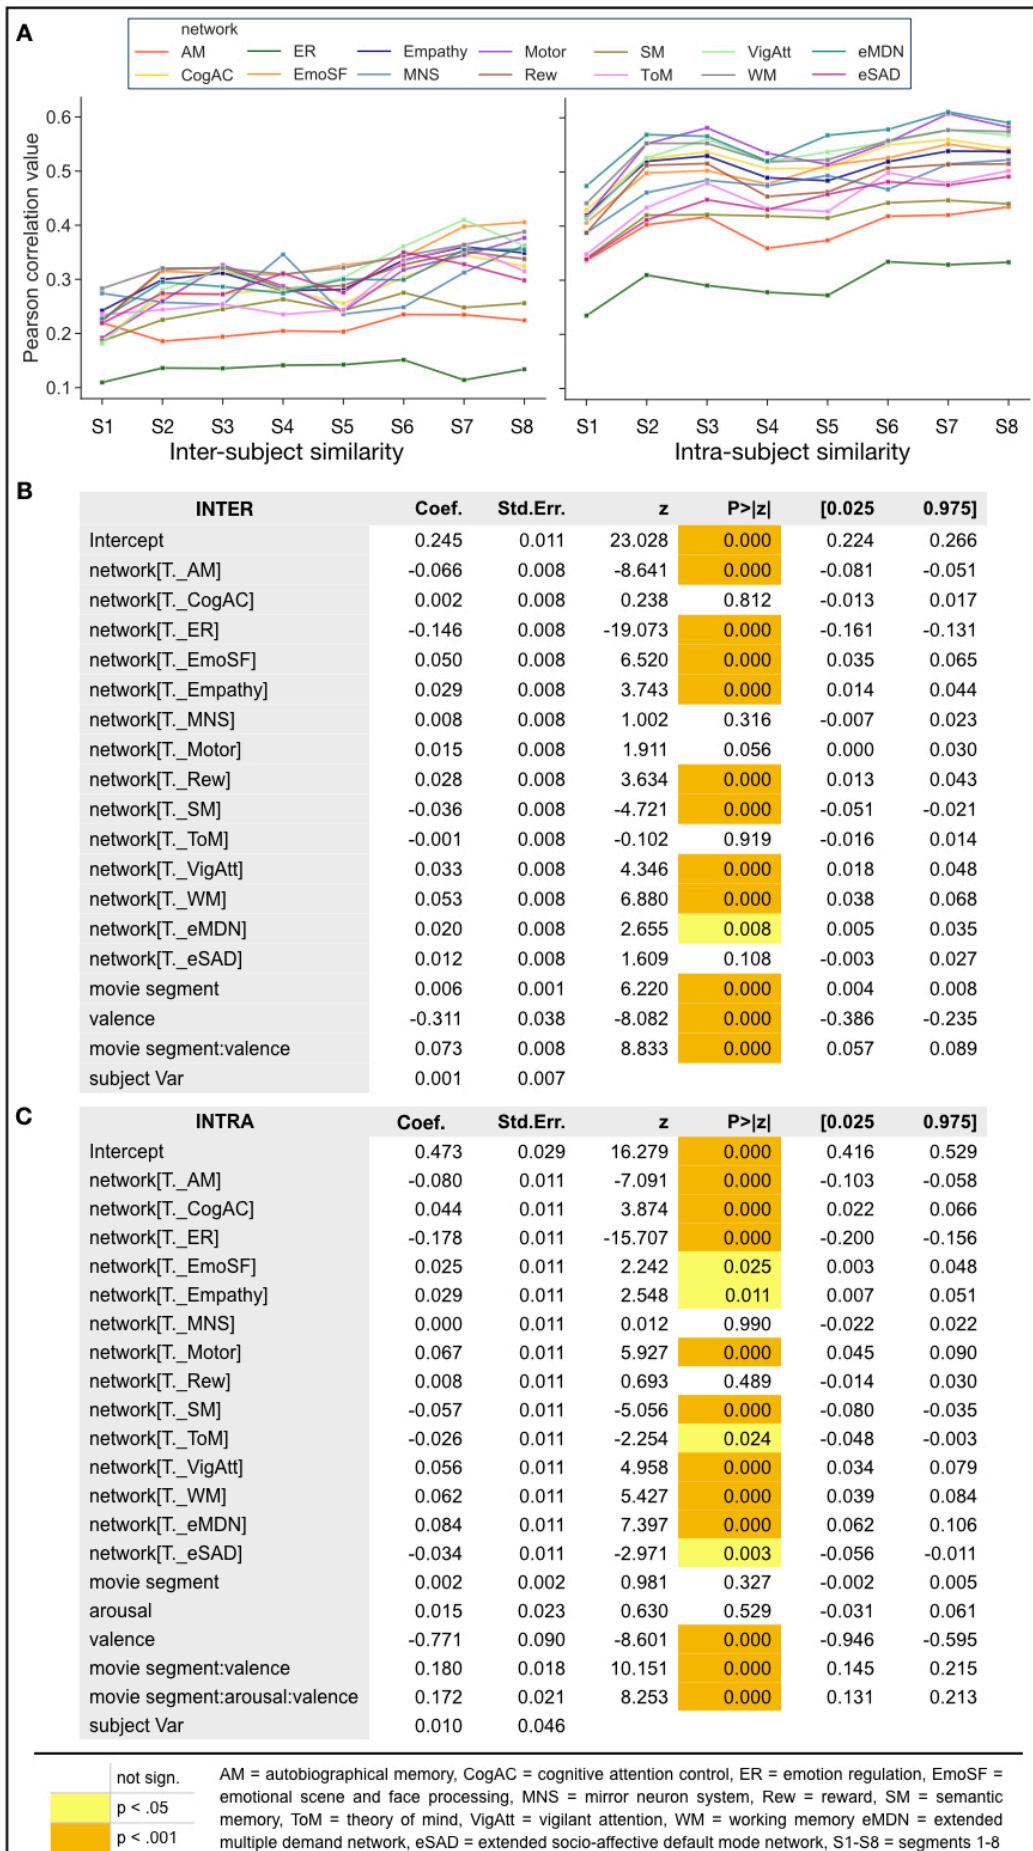 A
network
AM ER Empathy Motor SM VigAtt eMDN
CogAC EmoSF MNS Rew ToM WM eSAD
Pearson correlation value
0.6
0.5
0.4
0.3
0.2
0.1
S1 S2 S3 S4 S5 S6 S7 S8
S1 S2 S3 S4 S5 S6 S7 S8
Inter-subject similarity
Intra-subject similarity
B
INTER Coef. Std.Err. z P>|z| [0.025 0.975]
Intercept 0.245 0.011 23.028 0.000 0.224 0.266
network[T._AM] -0.066 0.008 -8.641 0.000 -0.081 -0.051
network[T._CogAC] 0.002 0.008 0.238 0.812 -0.013 0.017
network[T._ER] -0.146 0.008 -19.073 0.000 -0.161 -0.131
network[T._EmoSF] 0.050 0.008 6.520 0.000 0.035 0.065
network[T._Empathy] 0.029 0.008 3.743 0.000 0.014 0.044
network[T._MNS] 0.008 0.008 1.002 0.316 -0.007 0.023
network[T._Motor] 0.015 0.008 1.911 0.056 0.000 0.030
network[T._Rew] 0.028 0.008 3.634 0.000 0.013 0.043
network[T._SM] -0.036 0.008 -4.721 0.000 -0.051 -0.021
network[T._ToM] -0.001 0.008 -0.102 0.919 -0.016 0.014
network[T._VigAtt] 0.033 0.008 4.346 0.000 0.018 0.048
network[T._WM] 0.053 0.008 6.880 0.000 0.038 0.068
network[T._eMDN] 0.020 0.008 2.655 0.008 0.005 0.035
network[T._eSAD] 0.012 0.008 1.609 0.108 -0.003 0.027
movie segment 0.006 0.001 6.220 0.000 0.004 0.008
valence -0.311 0.038 -8.082 0.000 -0.386 -0.235
movie segment:valence 0.073 0.008 8.833 0.000 0.057 0.089
subject Var 0.001 0.007
C
INTRA Coef. Std.Err. z P>|z| [0.025 0.975]
Intercept 0.473 0.029 16.279 0.000 0.416 0.529
network[T._AM] -0.080 0.011 -7.091 0.000 -0.103 -0.058
network[T._CogAC] 0.044 0.011 3.874 0.000 0.022 0.066
network[T._ER] -0.178 0.011 -15.707 0.000 -0.200 -0.156
network[T._EmoSF] 0.025 0.011 2.242 0.025 0.003 0.048
network[T._Empathy] 0.029 0.011 2.548 0.011 0.007 0.051
network[T._MNS] 0.000 0.011 0.012 0.990 -0.022 0.022
network[T._Motor] 0.067 0.011 5.927 0.000 0.045 0.090
network[T._Rew] 0.008 0.011 0.693 0.489 -0.014 0.030
network[T._SM] -0.057 0.011 -5.056 0.000 -0.080 -0.035
network[T._ToM] -0.026 0.011 -2.254 0.024 -0.048 -0.003
network[T._VigAtt] 0.056 0.011 4.958 0.000 0.034 0.079
network[T._WM] 0.062 0.011 5.427 0.000 0.039 0.084
network[T._eMDN] 0.084 0.011 7.397 0.000 0.062 0.106
network[T._eSAD] -0.034 0.011 -2.971 0.003 -0.056 -0.011
movie segment 0.002 0.002 0.981 0.327 -0.002 0.005
arousal 0.015 0.023 0.630 0.529 -0.031 0.061
valence -0.771 0.090 -8.601 0.000 -0.946 -0.595
movie segment:valence 0.180 0.018 10.151 0.000 0.145 0.215
movie segment:arousal:valence 0.172 0.021 8.253 0.000 0.131 0.213
subject Var 0.010 0.046
not sign.
p < .05
p < .001
AM = autobiographical memory, CogAC = cognitive attention control, ER = emotion regulation, EmoSF =
emotional scene and face processing, MNS = mirror neuron system, Rew = reward, SM = semantic
memory, ToM = theory of mind, VigAtt = vigilant attention, WM = working memory eMDN = extended
multiple demand network, eSAD = extended socio-affective default mode network, S1-S8 = segments 1-8